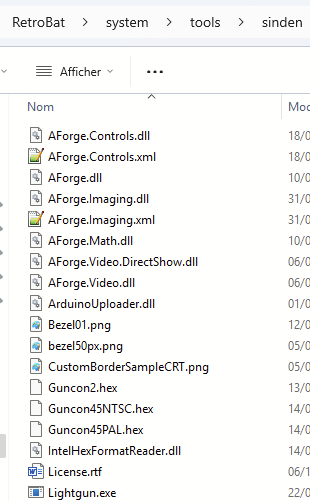 RetroBat > system > tools > sinden
Afficher ...
Nom Mod
AForge.Controls.dll 18/0
AForge.Controls.xml 18/0
AForge.dll 10/0
AForge.Imaging.dll 31/0
AForge.Imaging.xml 31/0
AForge.Math.dll 10/0
AForge.Video.DirectShow.dll 06/0
AForge.Video.dll 06/0
ArduinoUploader.dll 01/0
Bezel01.png 12/0
bezel50px.png 05/0
CustomBorderSampleCRT.png 05/0
Guncon2.hex 13/0
Guncon45NTSC.hex 14/0
Guncon45PAL.hex 14/0
IntelHexFormatReader.dll 14/0
License.rtf 06/1
Lightgun.exe 22/0